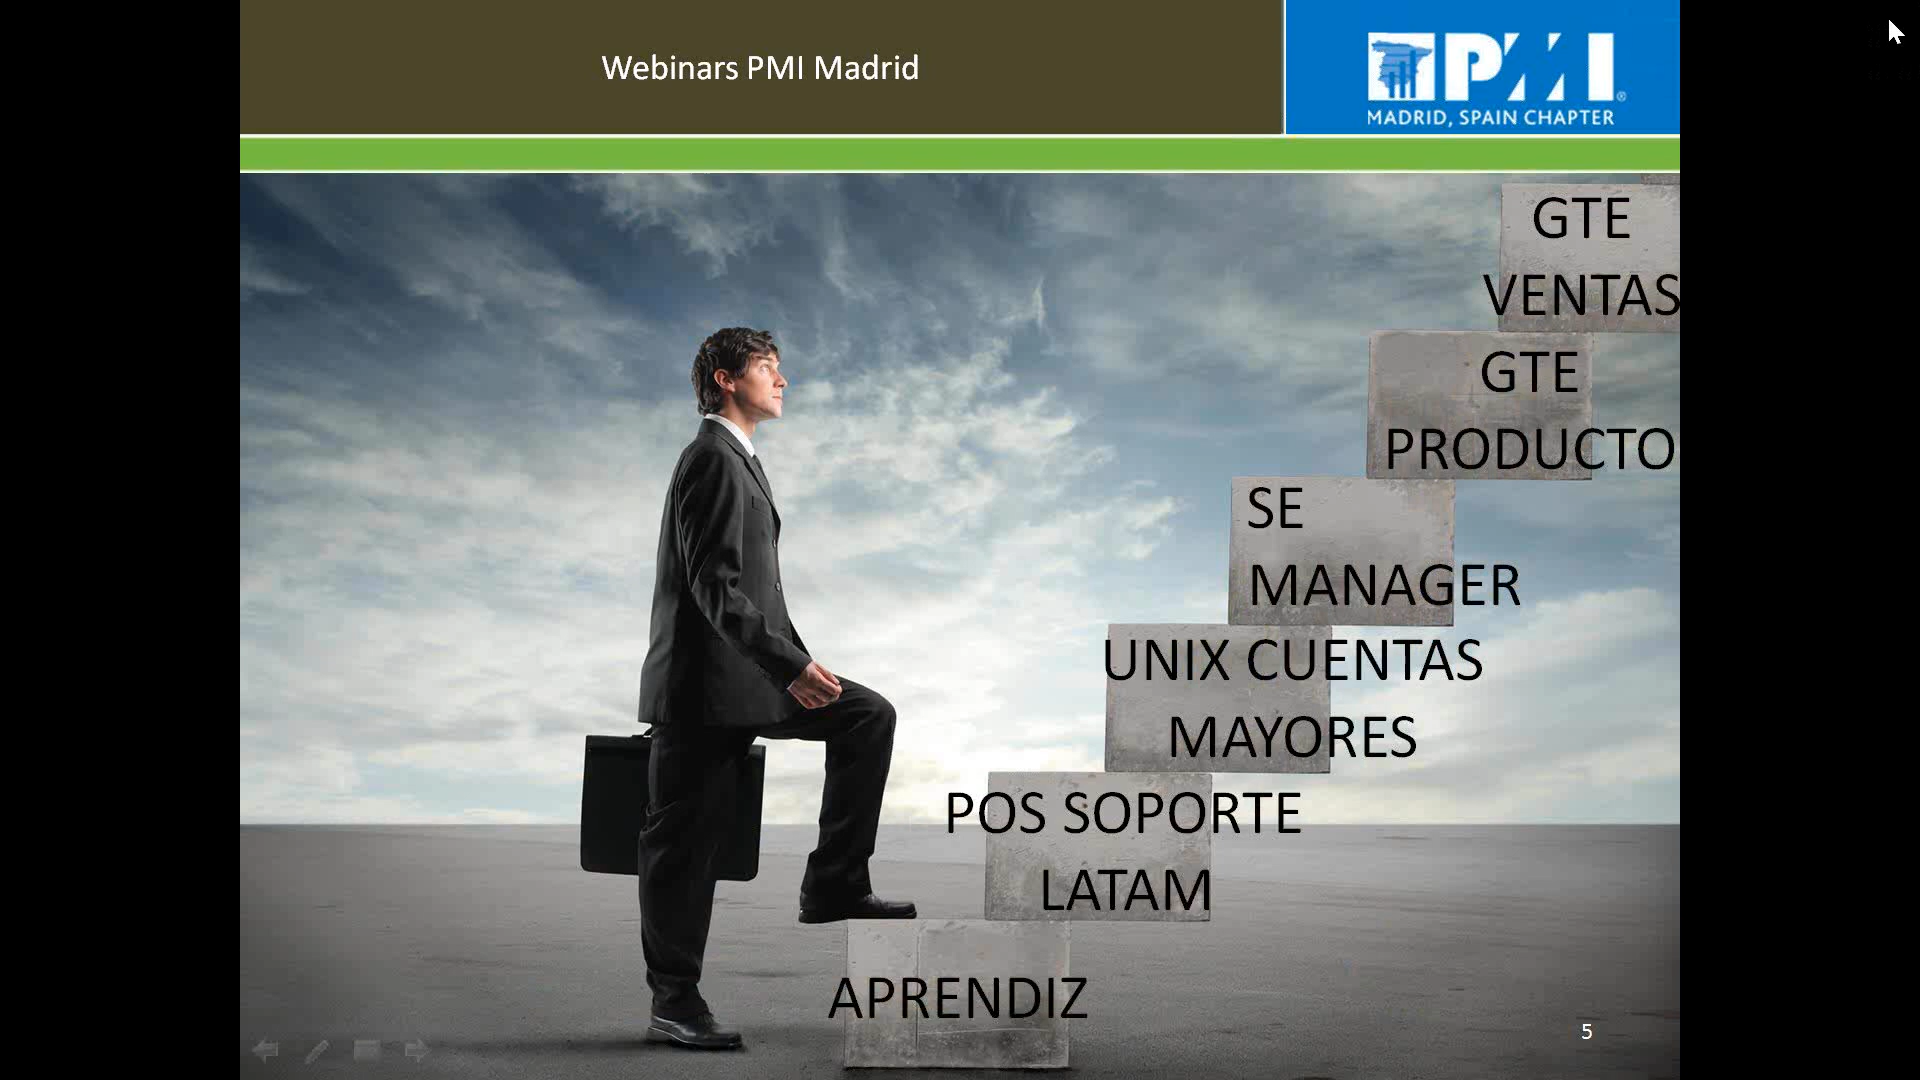 Webinars PMI Madrid
PMI
MADRID, SPAIN CHAPTER
GTE
VENTAS
GTE
PRODUCTO
SE
MANAGER
UNIX CUENTAS
MAYORES
POS SOPORTE
LATAM
APRENDIZ
5